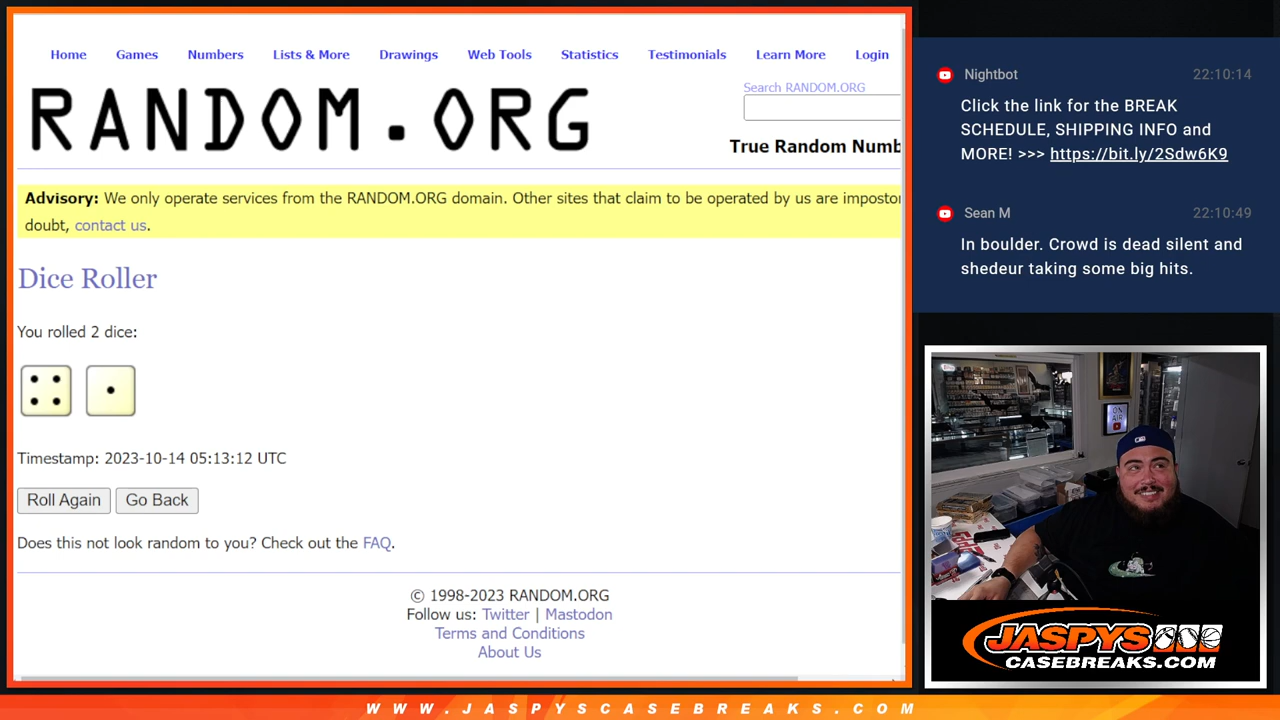 Home Games Numbers Lists & More Drawings Web Tools Statistics Testimonials Learn More Login
RANDOM.ORG
Search RANDOM.ORG
True Random Numb
Advisory: We only operate services from the RANDOM.ORG domain. Other sites that claim to be operated by us are impostor
doubt, contact us.
Dice Roller
You rolled 2 dice:
Timestamp: 2023-10-14 05:13:12 UTC
Roll Again Go Back
Does this not look random to you? Check out the FAQ.
© 1998-2023 RANDOM.ORG
Follow us: Twitter | Mastodon
Terms and Conditions
About Us
Nightbot 22:10:14
Click the link for the BREAK
SCHEDULE, SHIPPING INFO and
MORE! >>> https://bit.ly/2Sdw6K9
Sean M 22:10:49
In boulder. Crowd is dead silent and
shedeur taking some big hits.
ON
AIR
JASPYS
CASEBREAKS.COM
WWW.JASPYSCASEBREAKS.COM